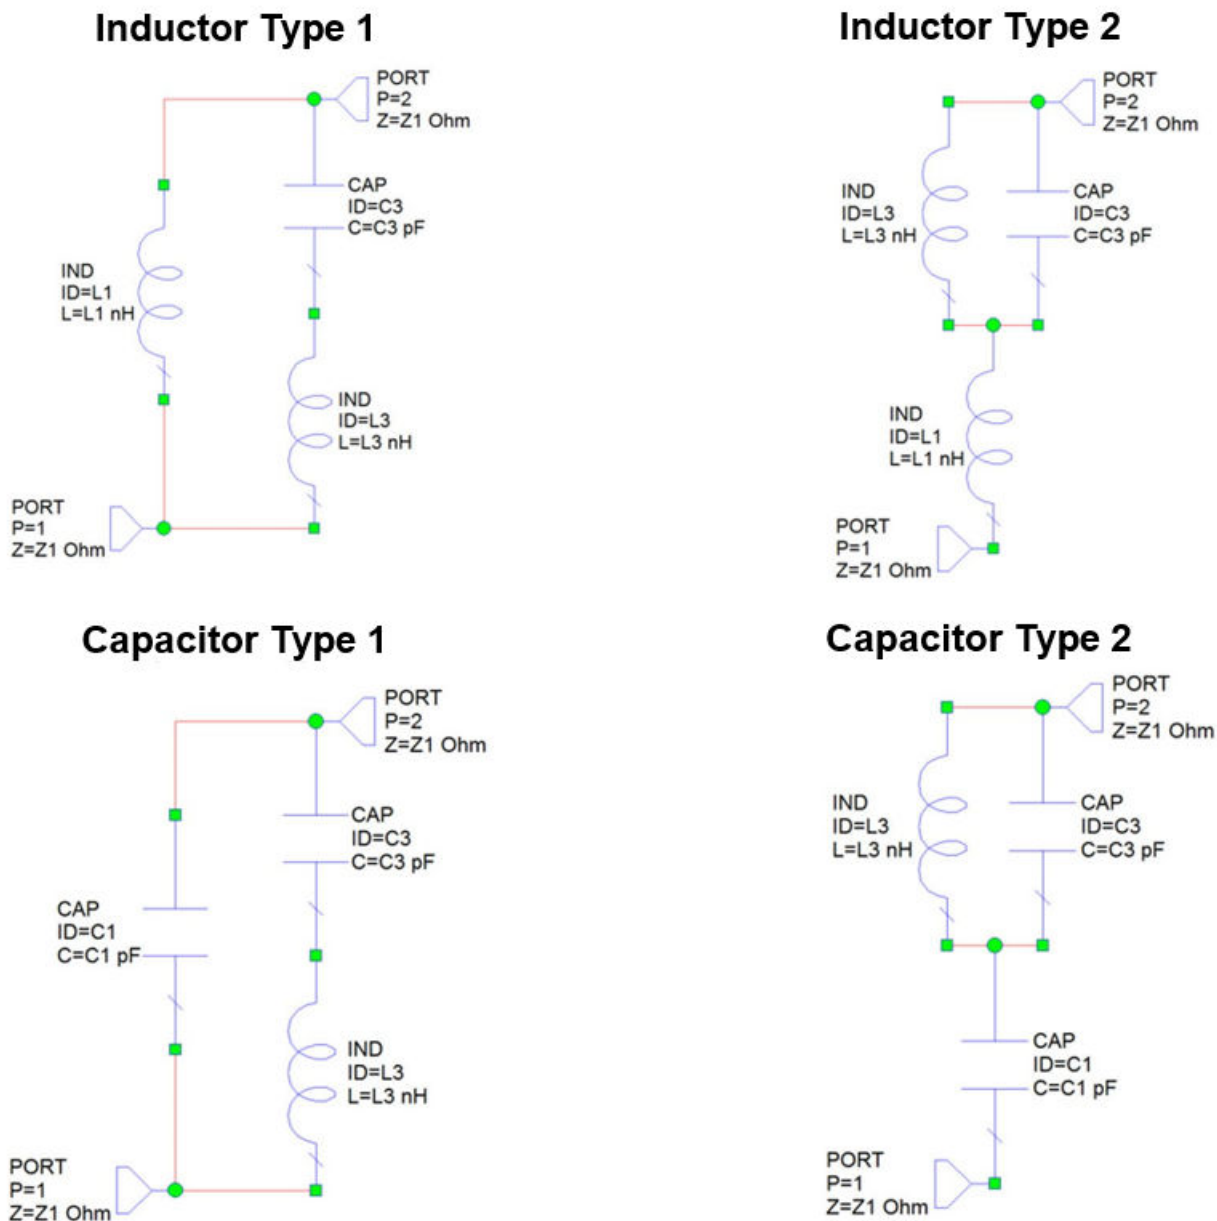 Inductor Type 1
PORT
P=2
Z=Z1 Ohm
CAP
ID=C3
C=C3 pF
IND
ID=L1
L=L1 nH
IND
ID=L3
L=L3 nH
PORT
P=1
Z=Z1 Ohm
Inductor Type 2
PORT
P=2
Z=Z1 Ohm
IND
ID=L3
L=L3 nH
CAP
ID=C3
C=C3 pF
IND
ID=L1
L=L1 nH
PORT
P=1
Z=Z1 Ohm
Capacitor Type 1
PORT
P=2
Z=Z1 Ohm
CAP
ID=C3
C=C3 pF
CAP
ID=C1
C=C1 pF
IND
ID=L3
L=L3 nH
PORT
P=1
Z=Z1 Ohm
Capacitor Type 2
PORT
P=2
Z=Z1 Ohm
IND
ID=L3
L=L3 nH
CAP
ID=C3
C=C3 pF
CAP
ID=C1
C=C1 pF
PORT
P=1
Z=Z1 Ohm